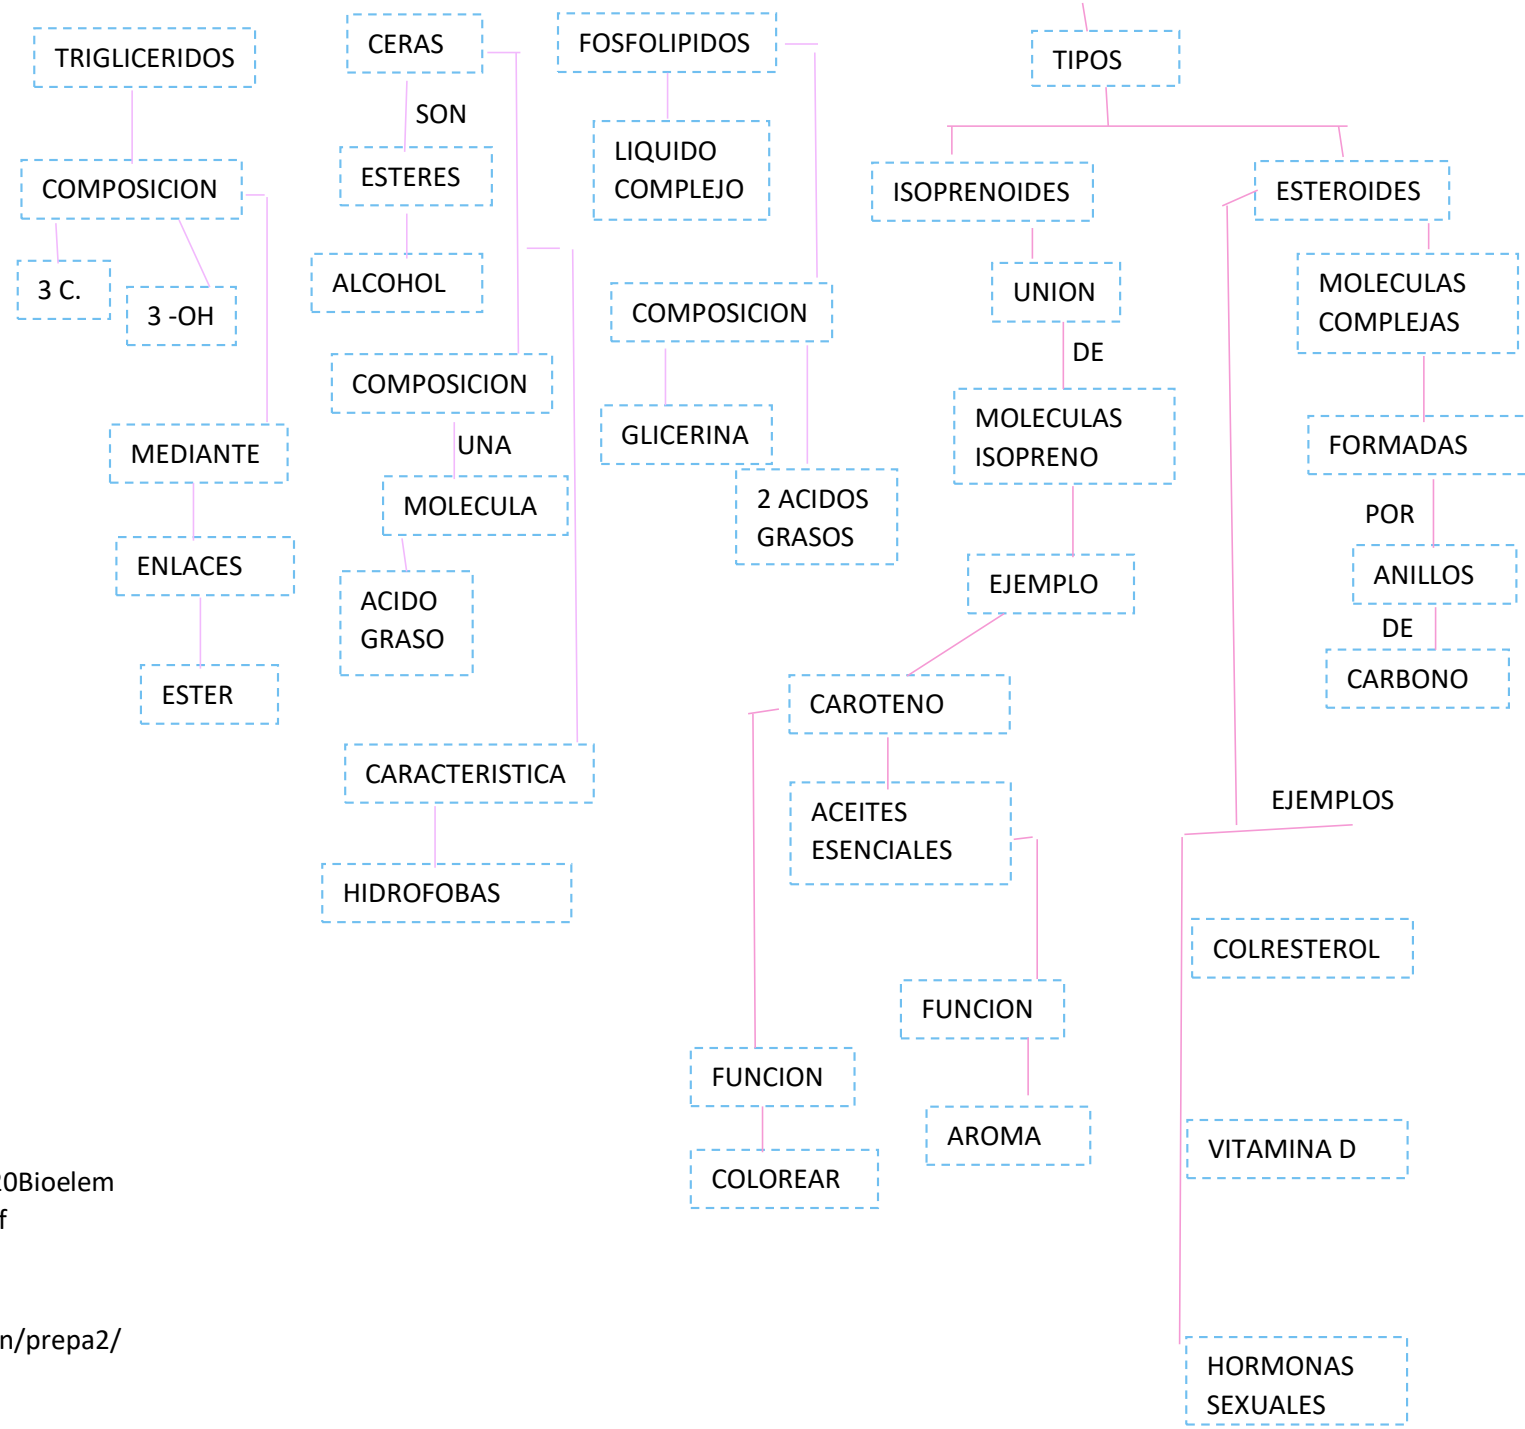 TRIGLICERIDOS
COMPOSICION
3 C.
3 -OH
MEDIANTE
ENLACES
ESTER
CERAS
SON
ESTERES
ALCOHOL
COMPOSICION
UNA
MOLECULA
ACIDO
GRASO
CARACTERISTICA
HIDROFOBAS
FOSFOLIPIDOS
LIQUIDO
COMPLEJO
COMPOSICION
GLICERINA
2 ACIDOS
GRASOS
TIPOS
ISOPRENOIDES
UNION
DE
MOLECULAS
ISOPRENO
EJEMPLO
CAROTENO
ACEITES
ESENCIALES
FUNCION
COLOREAR
FUNCION
AROMA
ESTEROIDES
MOLECULAS
COMPLEJAS
FORMADAS
POR
ANILLOS
DE
CARBONO
EJEMPLOS
COLRESTEROL
VITAMINA D
HORMONAS
SEXUALES
20Bioelem
f
n/prepa2/